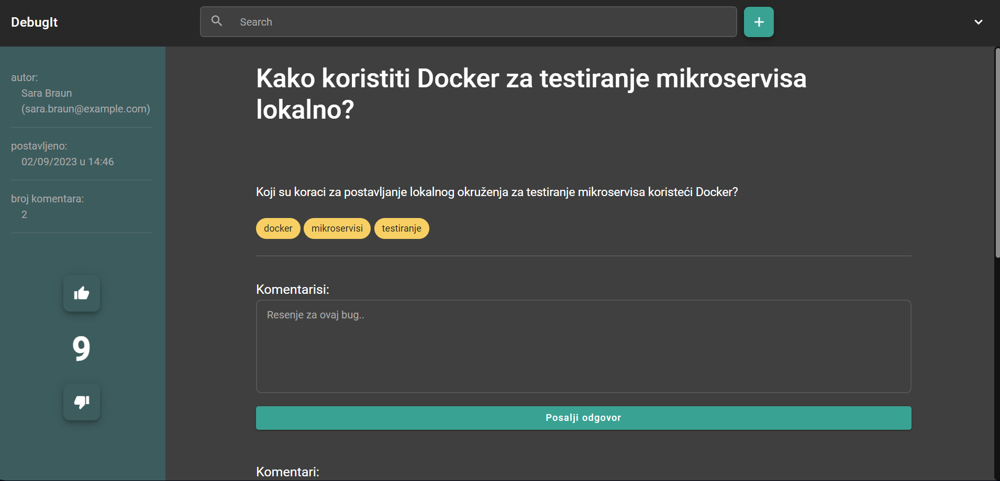 DebugIt
Search
autor:
Sara Braun
(sara.braun@example.com)
postavljeno:
02/09/2023 u 14:46
broj komentara:
2
9
Kako koristiti Docker za testiranje mikroservisa
lokalno?
Koji su koraci za postavljanje lokalnog okruženja za testiranje mikroservisa koristeći Docker?
docker mikroservisi testiranje
Komentarisi:
Resenje za ovaj bug..
Posalji odgovor
Komentari: